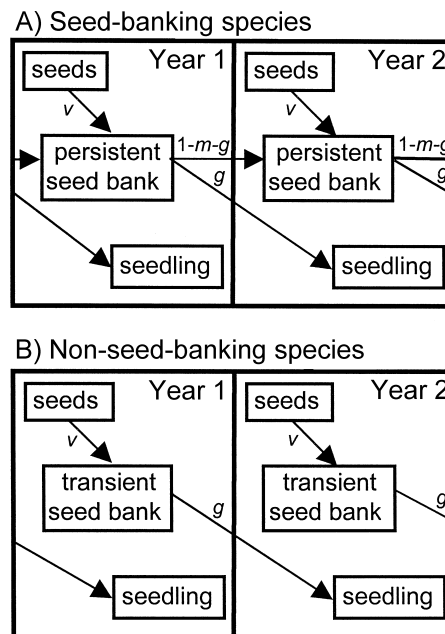 A) Seed-banking species
seeds Year 1 seeds Year 2
v v
persistent 1-m-g persistent 1-m-g
seed bank g seed bank g
seedling seedling
B) Non-seed-banking species
seeds Year 1 seeds Year 2
v v
transient transient
seed bank g seed bank g
seedling seedling